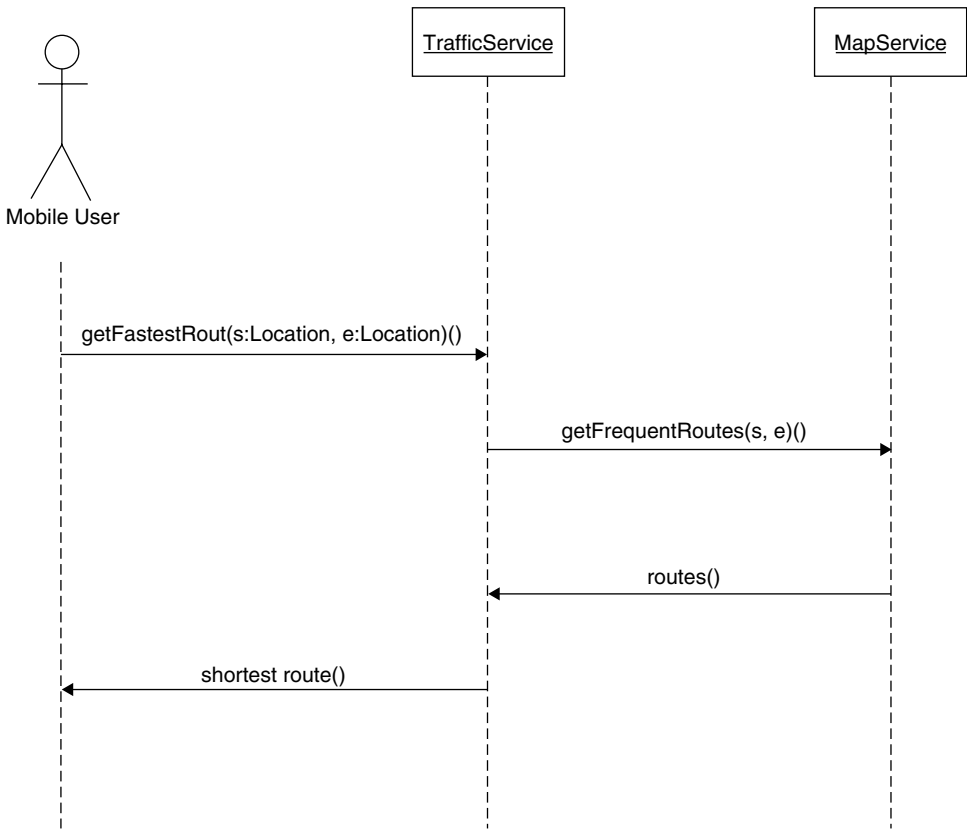 TrafficService
MapService
Mobile User
getFastestRout(s:Location, e:Location)()
getFrequentRoutes(s, e)()
routes()
shortest route()